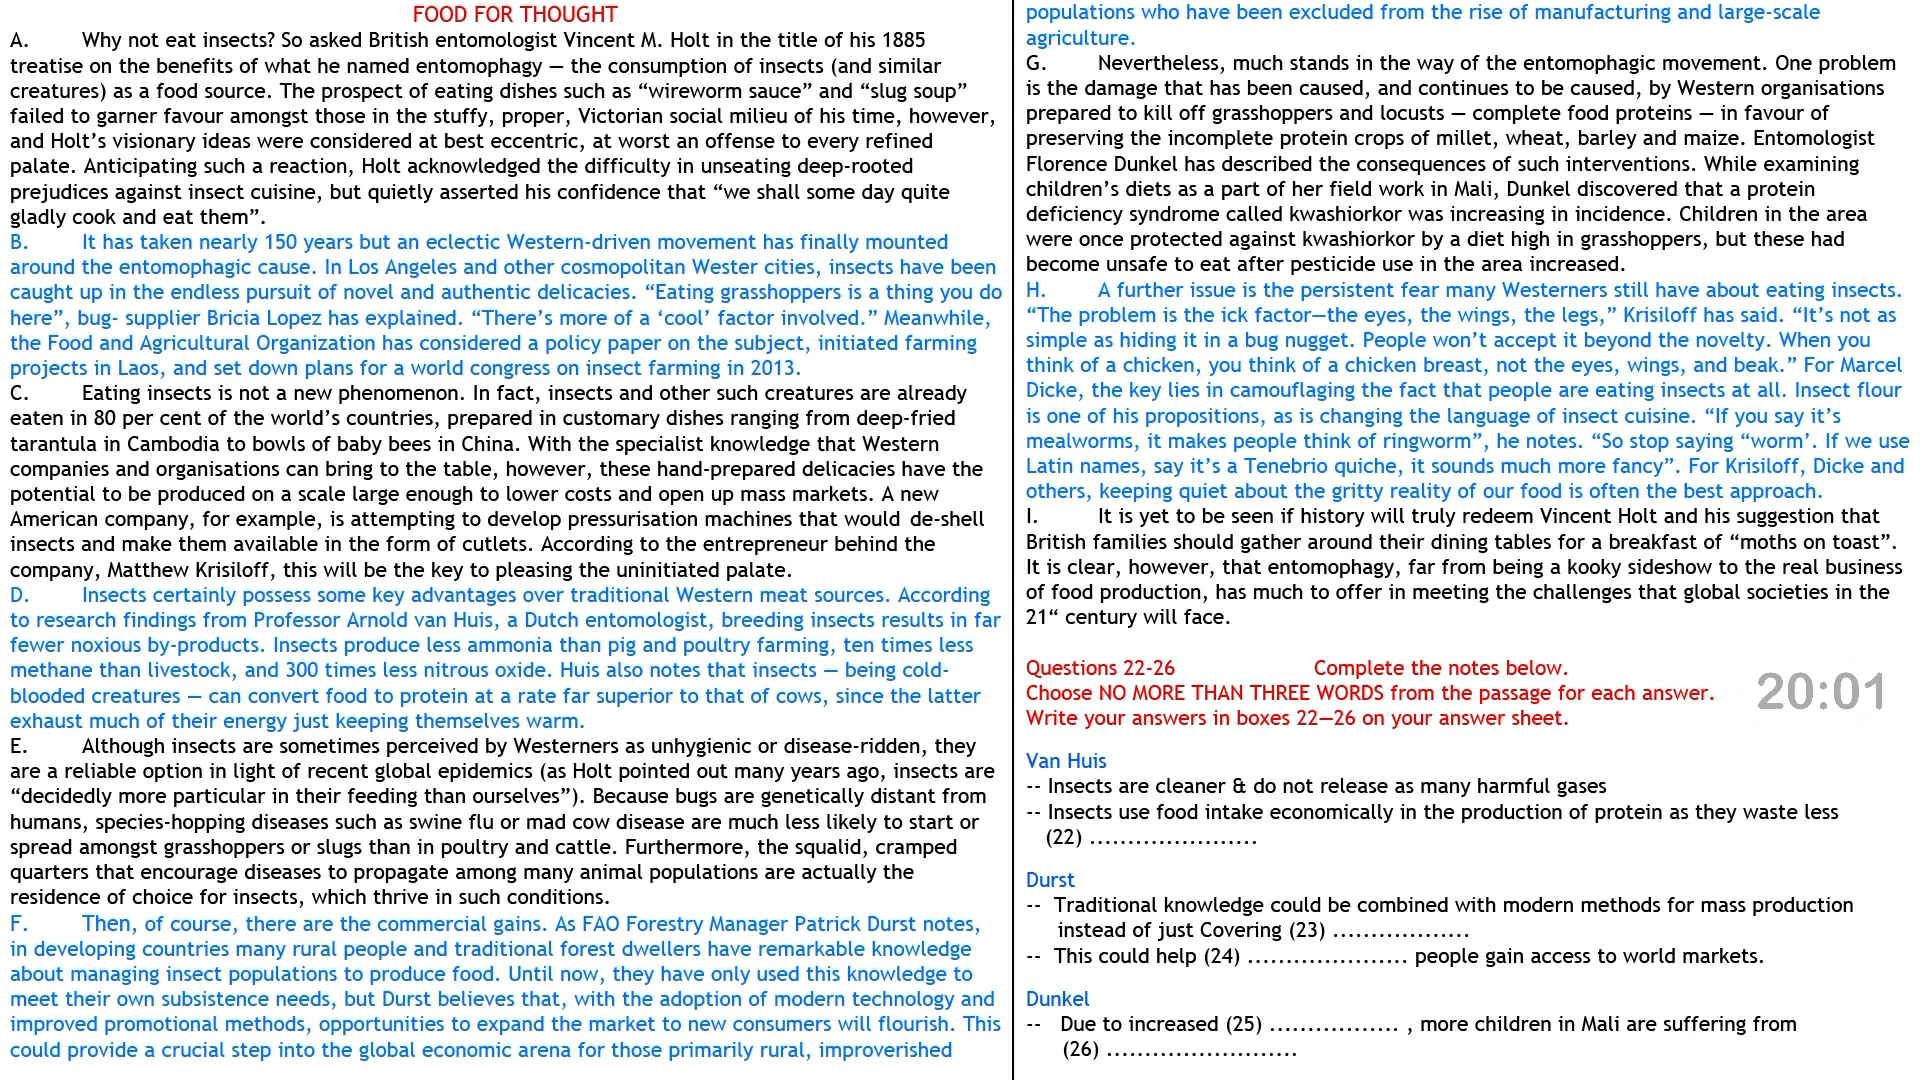 FOOD FOR THOUGHT
A. Why not eat insects? So asked British entomologist Vincent M. Holt in the title of his 1885
treatise on the benefits of what he named entomophagy – the consumption of insects (and similar
creatures) as a food source. The prospect of eating dishes such as “wireworm sauce” and “slug soup”
failed to garner favour amongst those in the stuffy, proper, Victorian social milieu of his time, however,
and Holt’s visionary ideas were considered at best eccentric, at worst an offense to every refined
palate. Anticipating such a reaction, Holt acknowledged the difficulty in unseating deep-rooted
prejudices against insect cuisine, but quietly asserted his confidence that “we shall some day quite
gladly cook and eat them”.
B. It has taken nearly 150 years but an eclectic Western-driven movement has finally mounted
around the entomophagic cause. In Los Angeles and other cosmopolitan Wester cities, insects have been
caught up in the endless pursuit of novel and authentic delicacies. “Eating grasshoppers is a thing you do
here”, bug- supplier Bricia Lopez has explained. “There’s more of a ‘cool’ factor involved.” Meanwhile,
the Food and Agricultural Organization has considered a policy paper on the subject, initiated farming
projects in Laos, and set down plans for a world congress on insect farming in 2013.
C. Eating insects is not a new phenomenon. In fact, insects and other such creatures are already
eaten in 80 per cent of the world’s countries, prepared in customary dishes ranging from deep-fried
tarantula in Cambodia to bowls of baby bees in China. With the specialist knowledge that Western
companies and organisations can bring to the table, however, these hand-prepared delicacies have the
potential to be produced on a scale large enough to lower costs and open up mass markets. A new
American company, for example, is attempting to develop pressurisation machines that would de-shell
insects and make them available in the form of cutlets. According to the entrepreneur behind the
company, Matthew Krisiloff, this will be the key to pleasing the uninitiated palate.
D. Insects certainly possess some key advantages over traditional Western meat sources. According
to research findings from Professor Arnold van Huis, a Dutch entomologist, breeding insects results in far
fewer noxious by-products. Insects produce less ammonia than pig and poultry farming, ten times less
methane than livestock, and 300 times less nitrous oxide. Huis also notes that insects – being cold-
blooded creatures – can convert food to protein at a rate far superior to that of cows, since the latter
exhaust much of their energy just keeping themselves warm.
E. Although insects are sometimes perceived by Westerners as unhygienic or disease-ridden, they
are a reliable option in light of recent global epidemics (as Holt pointed out many years ago, insects are
“decidedly more particular in their feeding than ourselves”). Because bugs are genetically distant from
humans, species-hopping diseases such as swine flu or mad cow disease are much less likely to start or
spread amongst grasshoppers or slugs than in poultry and cattle. Furthermore, the squalid, cramped
quarters that encourage diseases to propagate among many animal populations are actually the
residence of choice for insects, which thrive in such conditions.
F. Then, of course, there are the commercial gains. As FAO Forestry Manager Patrick Durst notes,
in developing countries many rural people and traditional forest dwellers have remarkable knowledge
about managing insect populations to produce food. Until now, they have only used this knowledge to
meet their own subsistence needs, but Durst believes that, with the adoption of modern technology and
improved promotional methods, opportunities to expand the market to new consumers will flourish. This
could provide a crucial step into the global economic arena for those primarily rural, improverished
populations who have been excluded from the rise of manufacturing and large-scale
agriculture.
G. Nevertheless, much stands in the way of the entomophagic movement. One problem
is the damage that has been caused, and continues to be caused, by Western organisations
prepared to kill off grasshoppers and locusts – complete food proteins – in favour of
preserving the incomplete protein crops of millet, wheat, barley and maize. Entomologist
Florence Dunkel has described the consequences of such interventions. While examining
children’s diets as a part of her field work in Mali, Dunkel discovered that a protein
deficiency syndrome called kwashiorkor was increasing in incidence. Children in the area
were once protected against kwashiorkor by a diet high in grasshoppers, but these had
become unsafe to eat after pesticide use in the area increased.
H. A further issue is the persistent fear many Westerners still have about eating insects.
“The problem is the ick factor—the eyes, the wings, the legs,” Krisiloff has said. “It’s not as
simple as hiding it in a bug nugget. People won’t accept it beyond the novelty. When you
think of a chicken, you think of a chicken breast, not the eyes, wings, and beak.” For Marcel
Dicke, the key lies in camouflaging the fact that people are eating insects at all. Insect flour
is one of his propositions, as is changing the language of insect cuisine. “If you say it’s
mealworms, it makes people think of ringworm”, he notes. “So stop saying “worm’. If we use
Latin names, say it’s a Tenebrio quiche, it sounds much more fancy”. For Krisiloff, Dicke and
others, keeping quiet about the gritty reality of our food is often the best approach.
I. It is yet to be seen if history will truly redeem Vincent Holt and his suggestion that
British families should gather around their dining tables for a breakfast of “moths on toast”.
It is clear, however, that entomophagy, far from being a kooky sideshow to the real business
of food production, has much to offer in meeting the challenges that global societies in the
21“ century will face.
Questions 22-26 Complete the notes below.
Choose NO MORE THAN THREE WORDS from the passage for each answer.
Write your answers in boxes 22—26 on your answer sheet.
20:01
Van Huis
-- Insects are cleaner & do not release as many harmful gases
-- Insects use food intake economically in the production of protein as they waste less
(22) ......................
Durst
-- Traditional knowledge could be combined with modern methods for mass production
instead of just Covering (23) ..................
-- This could help (24) ..................... people gain access to world markets.
Dunkel
-- Due to increased (25) ................. , more children in Mali are suffering from
(26) .........................